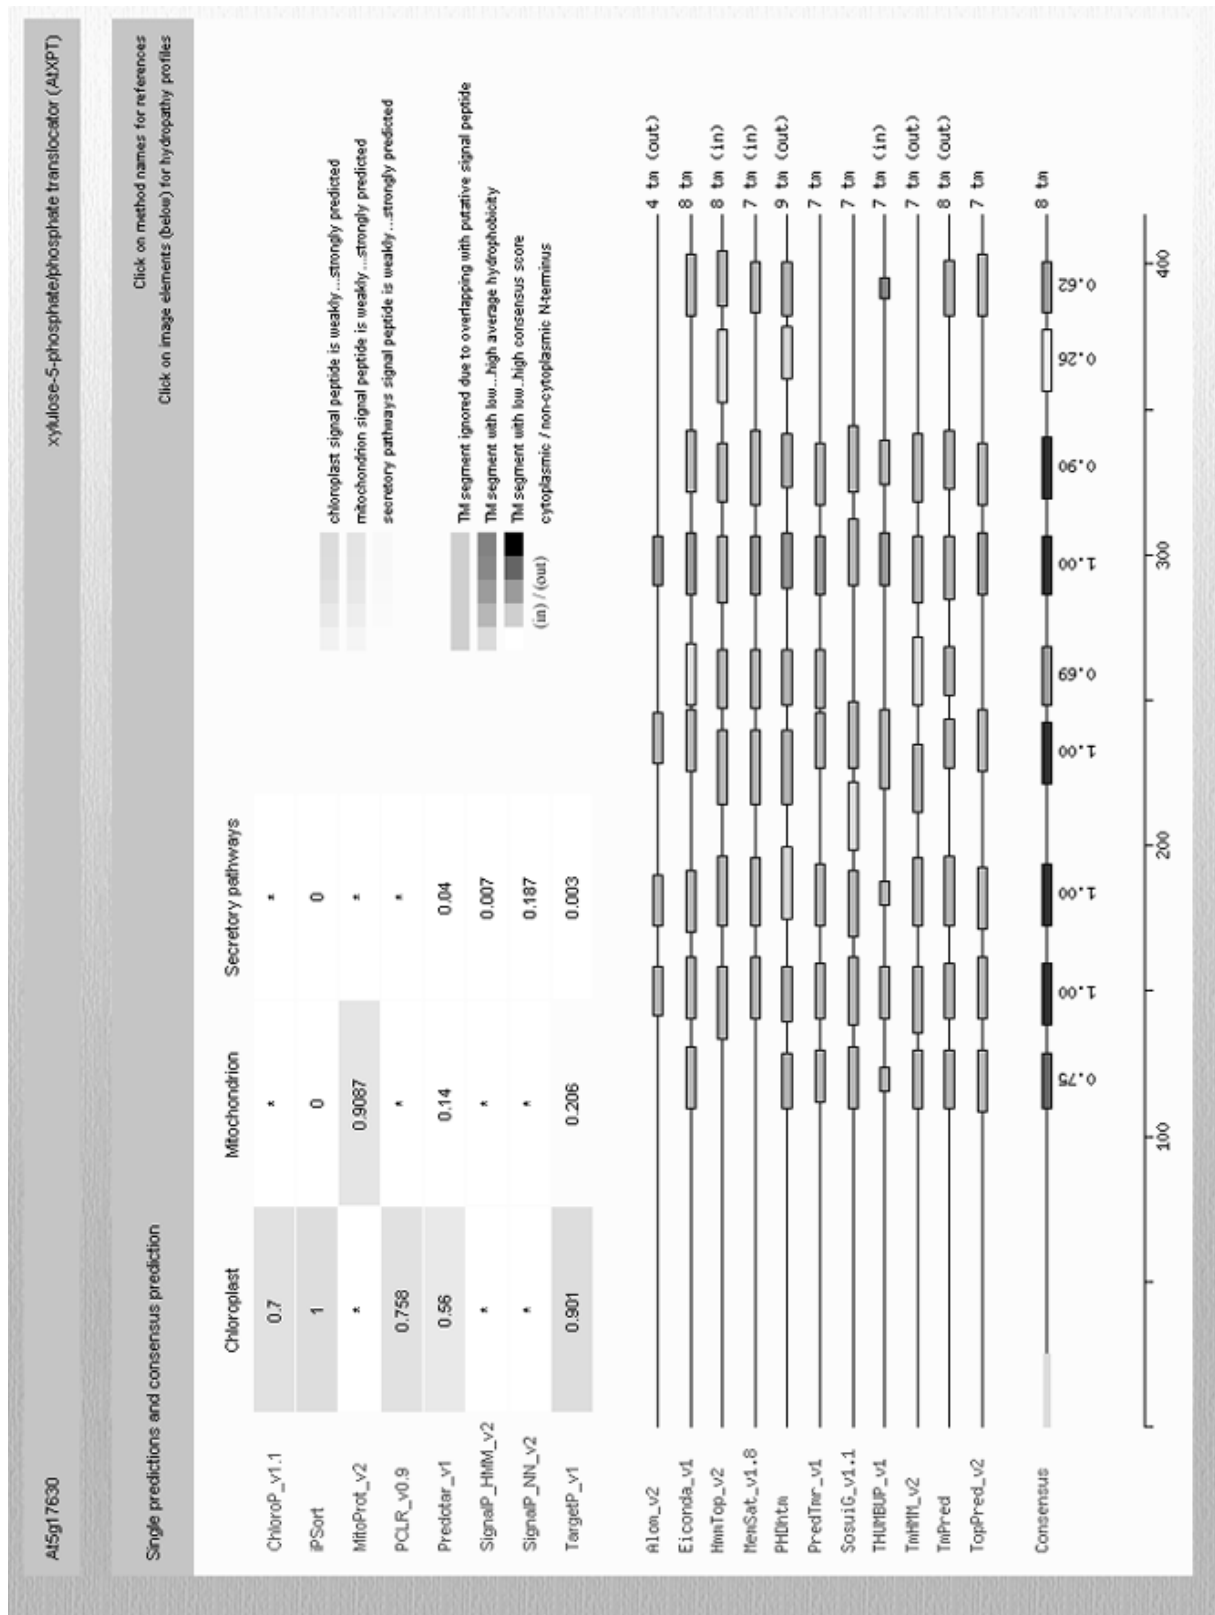 At5g17630 xylulose-5-phosphate/phosphate translocator (AtXPT)
Single predictions and consensus prediction
Click on method names for references
Click on image elements (below) for hydropathy profiles
Chloroplast Mitochondrion Secretory pathways
ChloroP_v1.1 0.7 * *
iPSort 1 0 0
MitoProt_v2 * 0.9087 *
PCLR_v0.9 0.758 * *
Predotar_v1 0.56 0.14 0.04
SignalP_HMM_v2 * * 0.007
SignalP_NN_v2 * * 0.187
TargetP_v1 0.901 0.206 0.003
chloroplast signal peptide is weakly...strongly predicted
mitochondrion signal peptide is weakly...strongly predicted
secretory pathways signal peptide is weakly...strongly predicted
TM segment ignored due to overlapping with putative signal peptide
TM segment with low...high average hydrophobicity
TM segment with low..high consensus score
(in) / (out) cytoplasmic / non-cytoplasmic N-terminus
Alom_v2 4 tm (out)
Eiconda_v1 8 tm
HmmTop_v2 8 tm (in)
MemSat_v1.8 7 tm (in)
PHDhtm 9 tm (out)
PredTmr_v1 7 tm
SosuiG_v1.1 7 tm
THUMBUP_v1 7 tm (in)
TmHMM_v2 7 tm (out)
TmPred 8 tm (out)
TopPred_v2 7 tm
Consensus 8 tm
0.75 1.00 1.00 1.00 0.69 1.00 0.90 0.26 0.62
100 200 300 400